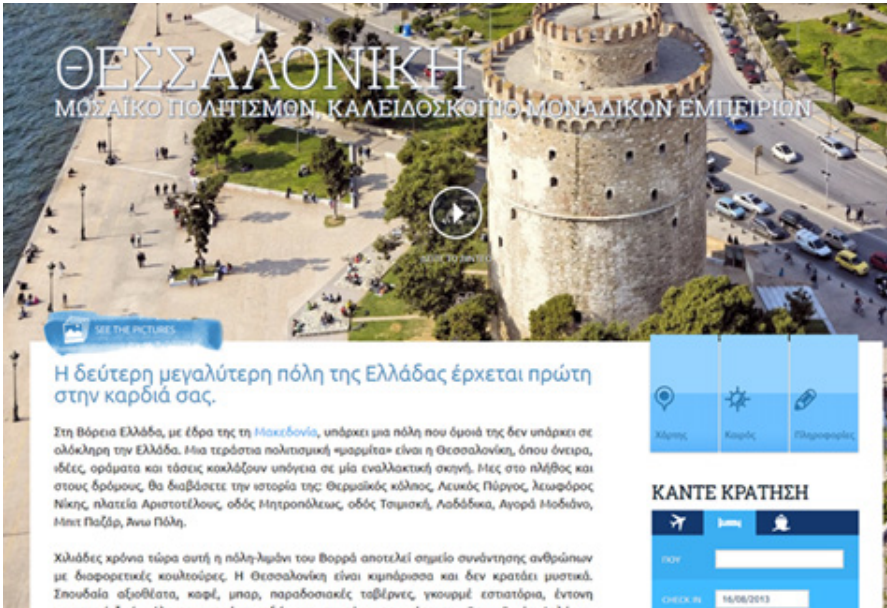 ΘΕΣΣΑΛΟΝΙΚΗ
ΜΩΣΑΪΚΟ ΠΟΛΙΤΙΣΜΩΝ, ΚΑΛΕΙΔΟΣΚΟΠΙΟ ΜΟΝΑΔΙΚΩΝ ΕΜΠΕΙΡΙΩΝ
ΔΕΙΤΕ ΤΟ ΒΙΝΤΕΟ
SEE THE PICTURES
Η δεύτερη μεγαλύτερη πόλη της Ελλάδας έρχεται πρώτη
στην καρδιά σας.
Στη Βόρεια Ελλάδα, με έδρα της τη Μακεδονία, υπάρχει μια πόλη που όμοιά της δεν υπάρχει σε
ολόκληρη την Ελλάδα. Μια τεράστια πολιτισμική «μαρμίτα» είναι η Θεσσαλονίκη, όπου όνειρα,
ιδέες, οράματα και τάσεις κοχλάζουν υπόγεια σε μία εναλλακτική σκηνή. Μες στο πλήθος και
στους δρόμους, θα διαβάσετε την ιστορία της: Θερμαϊκός κόλπος, Λευκός Πύργος, λεωφόρος
Νίκης, πλατεία Αριστοτέλους, οδός Μητροπόλεως, οδός Τσιμισκή, Λαδάδικα, Αγορά Μοδιάνο,
Μπιτ Παζάρ, Άνω Πόλη.
Χιλιάδες χρόνια τώρα αυτή η πόλη-λιμάνι του Βορρά αποτελεί σημείο συνάντησης ανθρώπων
με διαφορετικές κουλτούρες. Η Θεσσαλονίκη είναι κιμπάρισσα και δεν κρατάει μυστικά.
Σπουδαία αξιοθέατα, καφέ, μπαρ, παραδοσιακές ταβέρνες, γκουρμέ εστιατόρια, έντονη
Χάρτης
Καιρός
Πληροφορίες
ΚΑΝΤΕ ΚΡΑΤΗΣΗ
ΠΟΥ
CHECK IN 16/08/2013